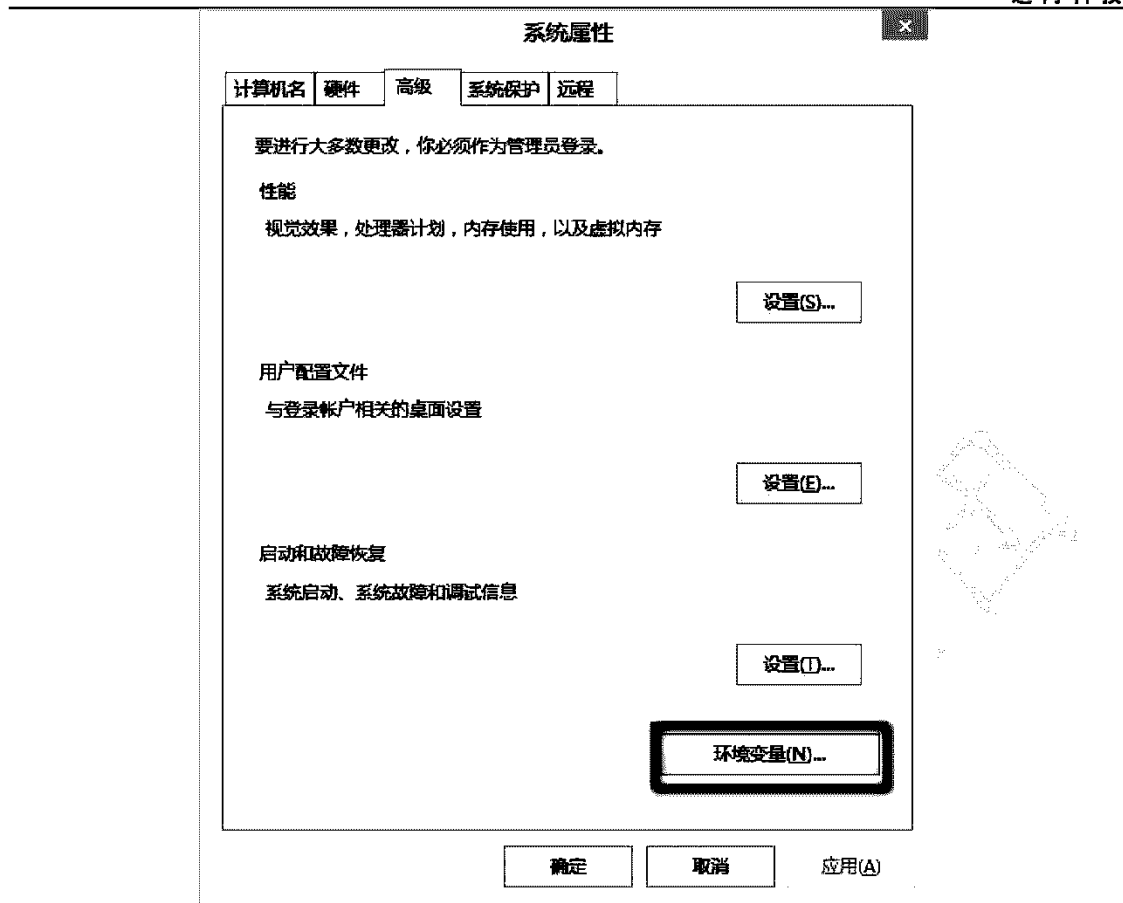 系统属性
计算机名 硬件 高级 系统保护 远程
要进行大多数更改，你必须作为管理员登录。
性能
视觉效果，处理器计划，内存使用，以及虚拟内存
设置(S)...
用户配置文件
与登录帐户相关的桌面设置
设置(E)...
启动和故障恢复
系统启动、系统故障和调试信息
设置(T)...
环境变量(N)...
确定 取消 应用(A)